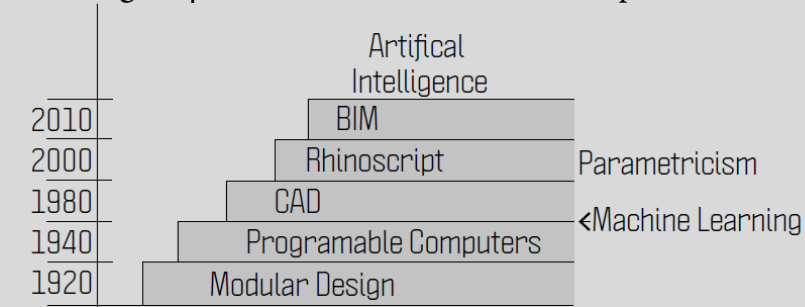 Artifical
Intelligence
2010 BIM
2000 Rhinoscript Parametricism
1980 CAD
<Machine Learning
1940 Programable Computers
1920 Modular Design